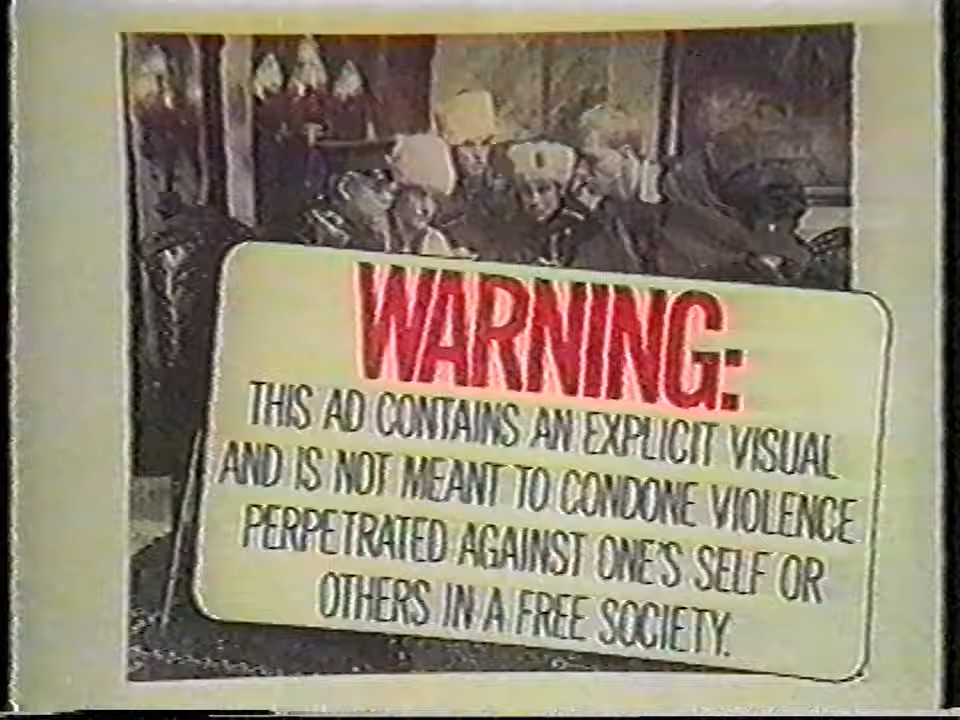 WARNING:
THIS AD CONTAINS AN EXPLICIT VISUAL
AND IS NOT MEANT TO CONDONE VIOLENCE
PERPETRATED AGAINST ONE'S SELF OR
OTHERS IN A FREE SOCIETY.